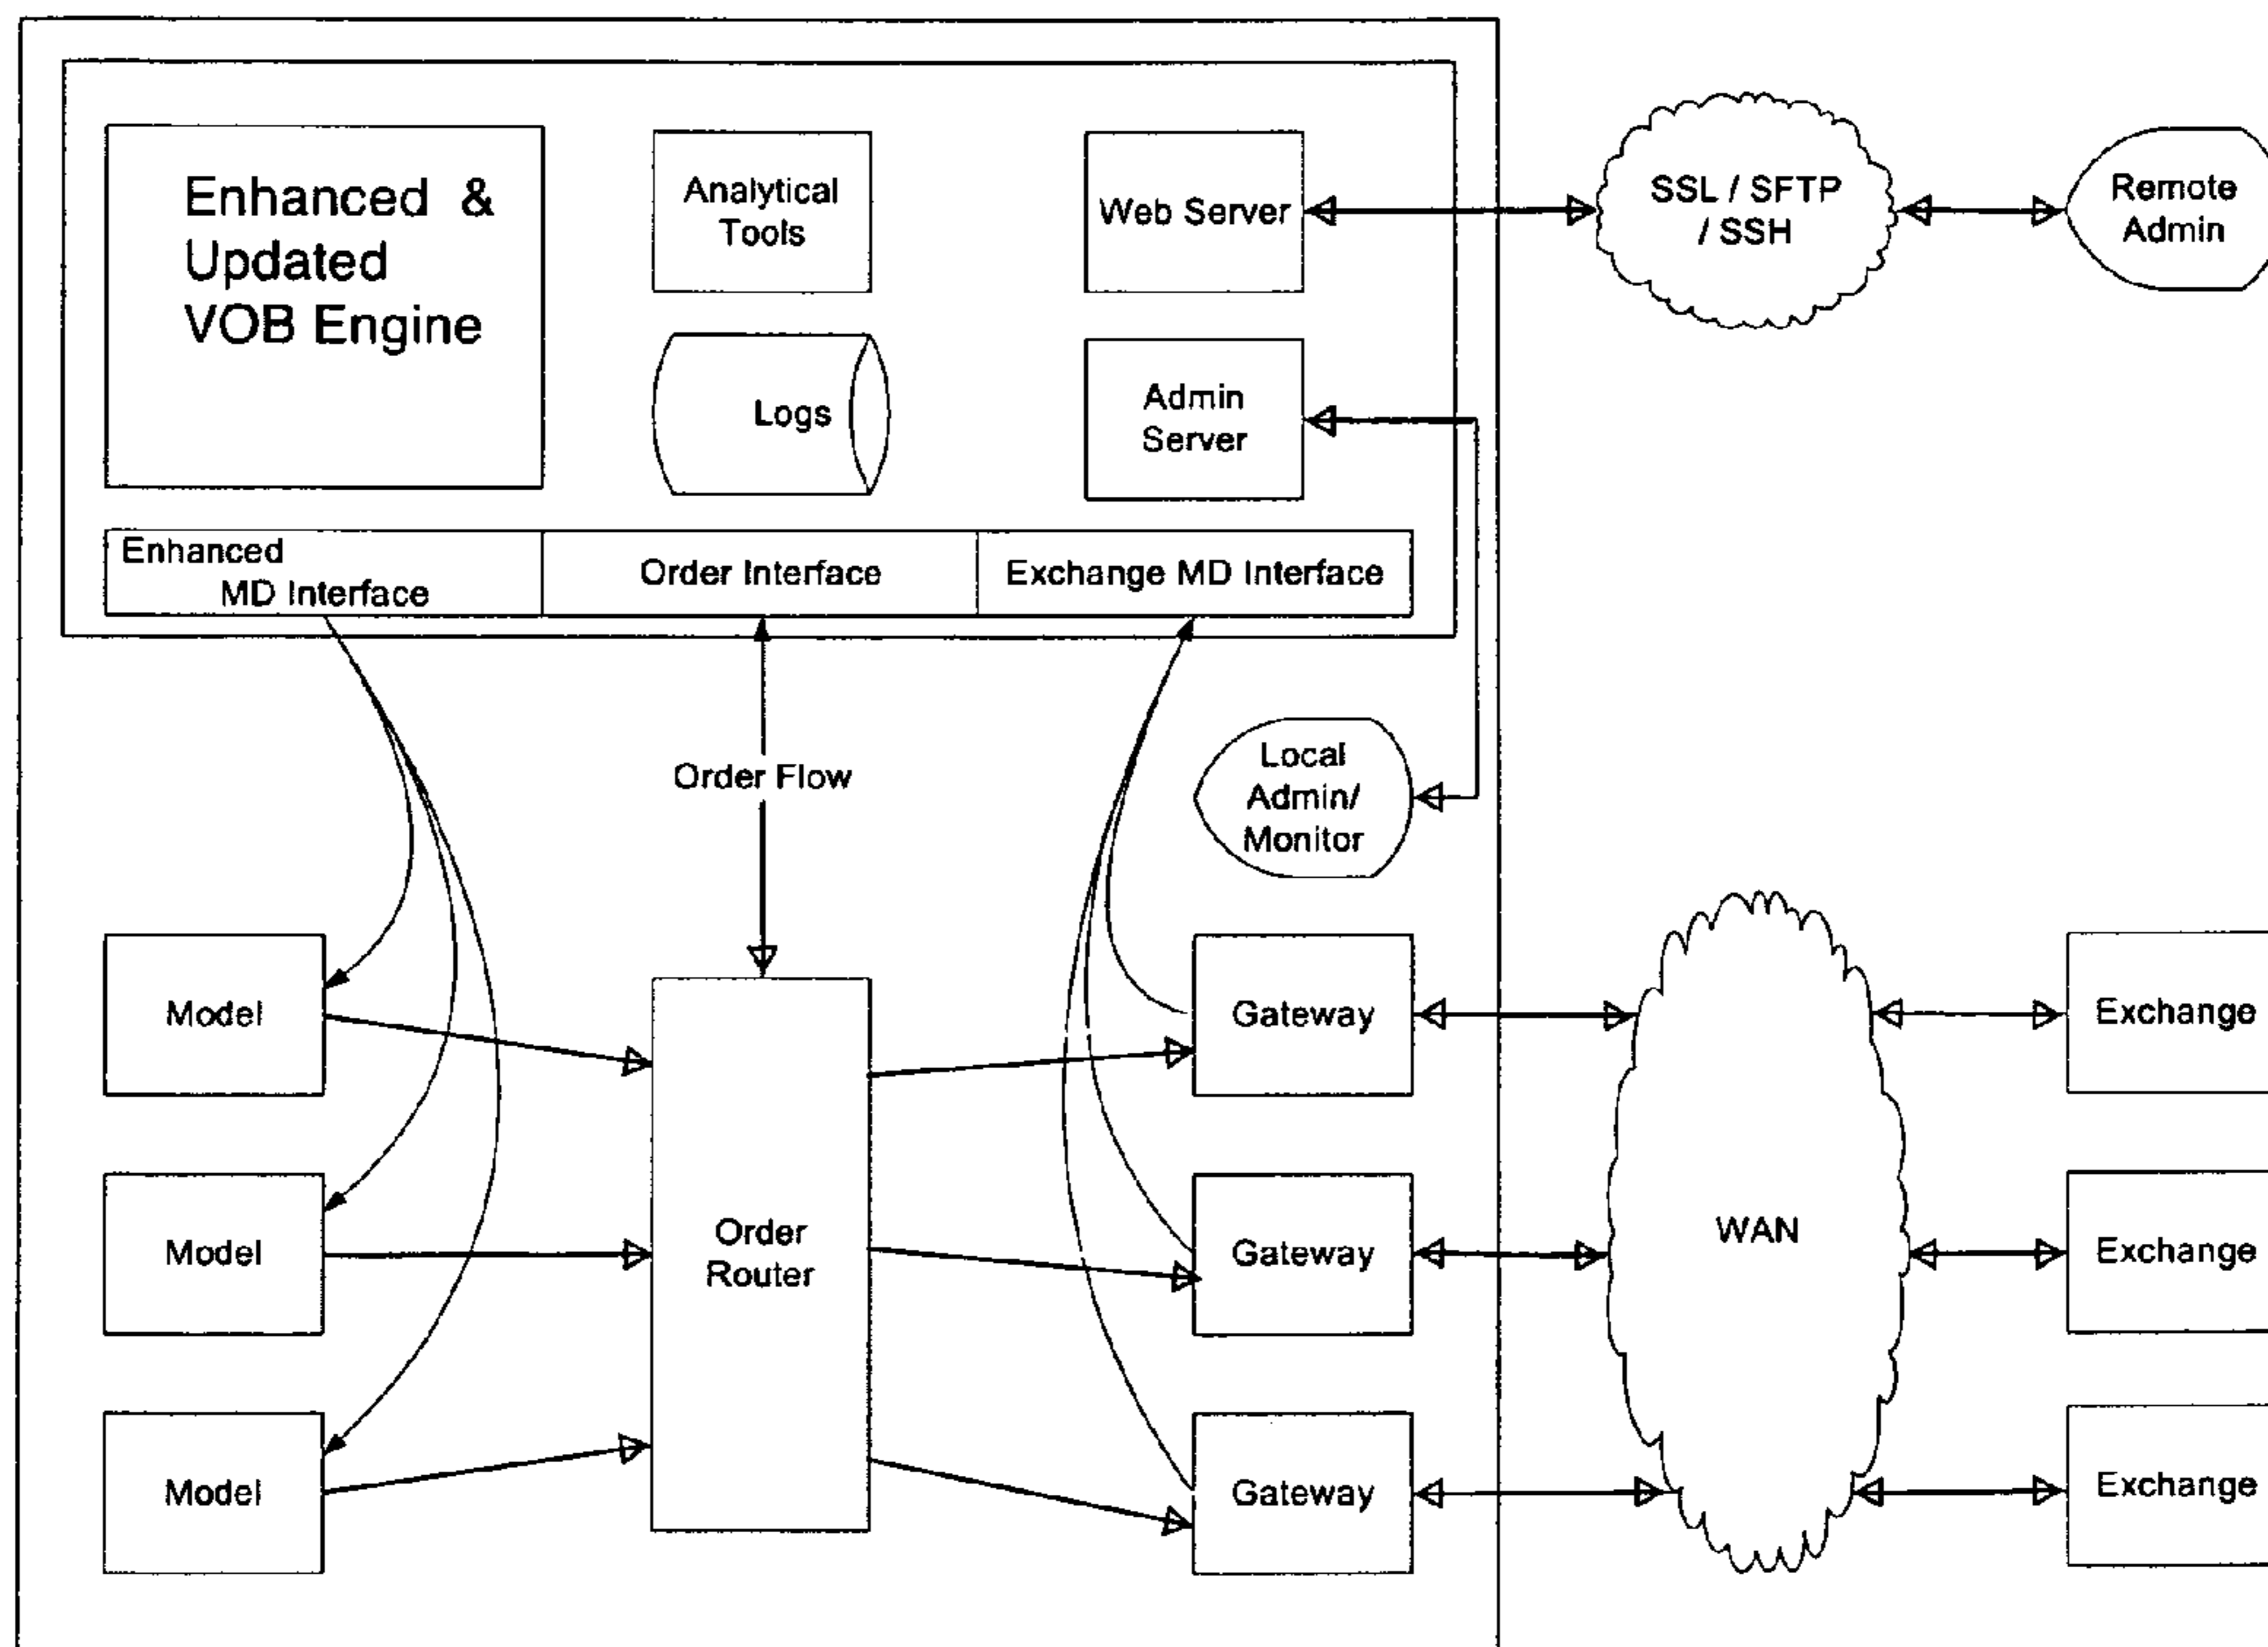 Enhanced &
Updated
VOB Engine
Analytical
Tools
Web Server
SSL / SFTP
/ SSH
Remote
Admin
Logs
Admin
Server
Enhanced
MD Interface
Order Interface
Exchange MD Interface
Order Flow
Local
Admin/
Monitor
Model
Gateway
Exchange
Model
Order
Router
Gateway
WAN
Exchange
Model
Gateway
Exchange